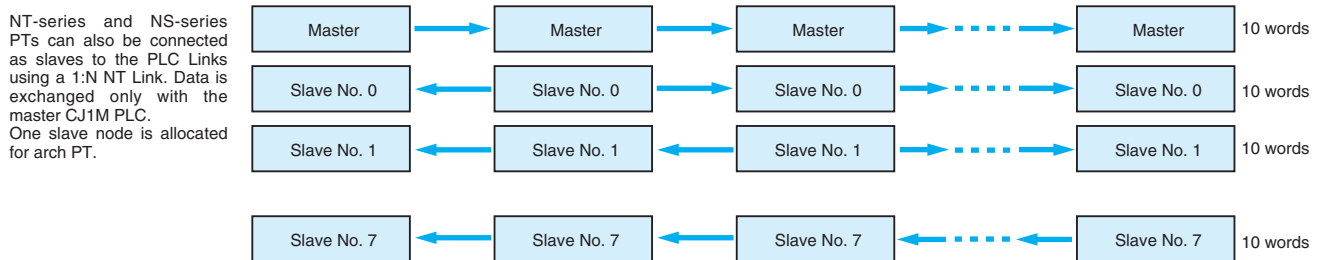 NT-series and NS-series
PTs can also be connected
as slaves to the PLC Links
using a 1:N NT Link. Data is
exchanged only with the
master CJ1M PLC.
One slave node is allocated
for arch PT.
Master Master Master Master 10 words
Slave No. 0 Slave No. 0 Slave No. 0 Slave No. 0 10 words
Slave No. 1 Slave No. 1 Slave No. 1 Slave No. 1 10 words
Slave No. 7 Slave No. 7 Slave No. 7 Slave No. 7 10 words